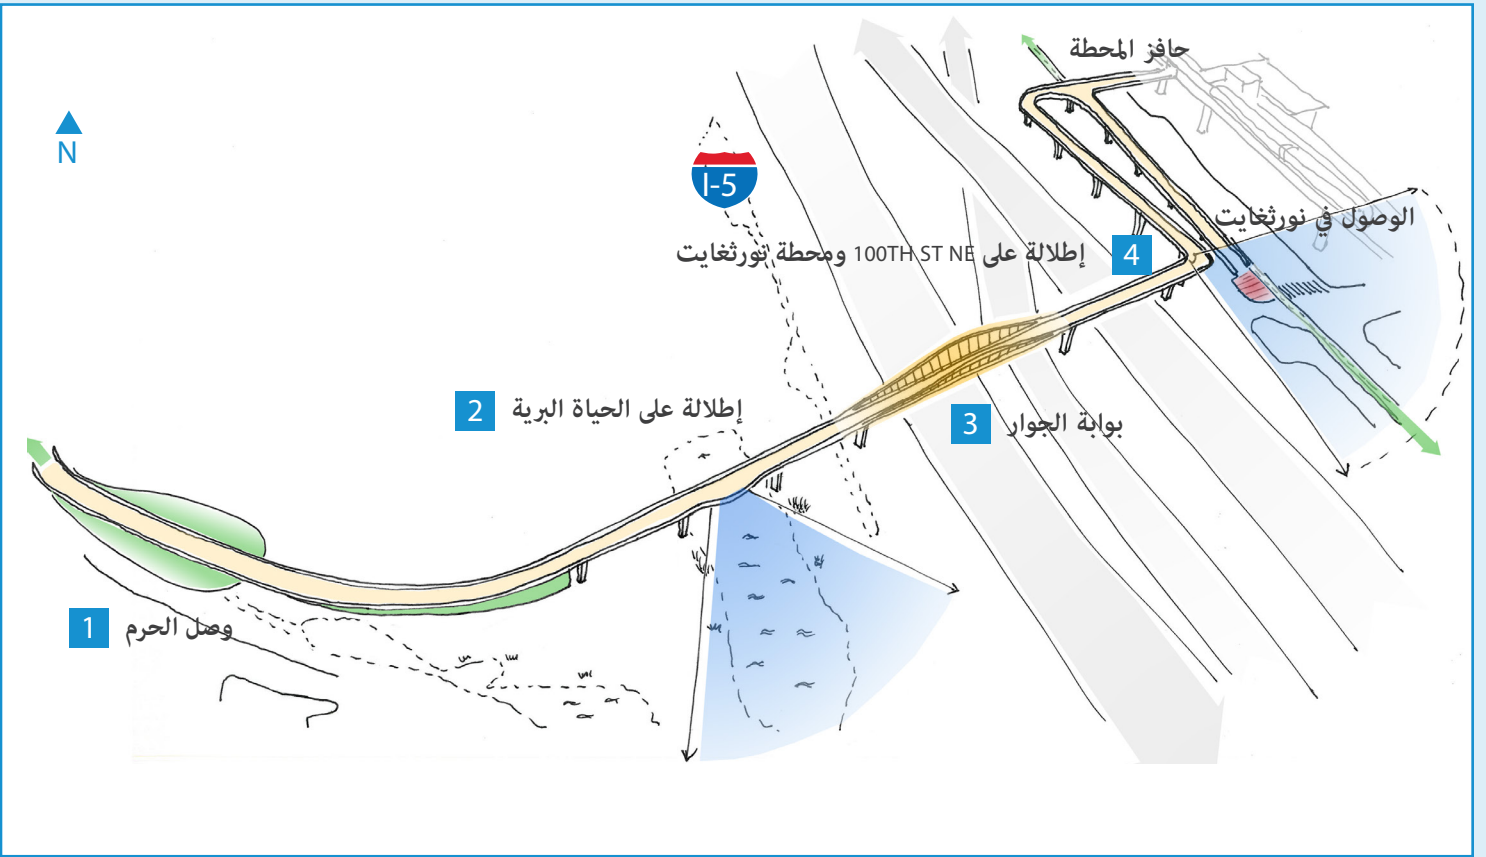 حافز المحطة
N
I-5
الوصول في نورثغايت
4 إطلالة على 100TH ST NE ومحطة نورثغايت
2 إطلالة على الحياة البرية
3 بوابة الجوار
1 وصل الحرم